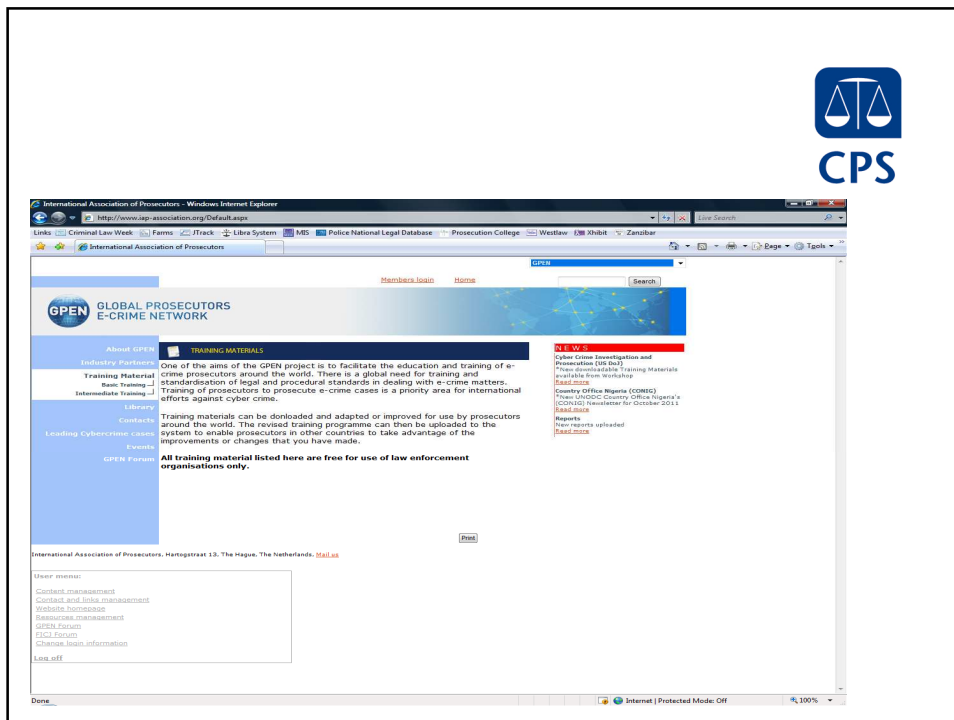 CPS
International Association of Prosecutors - Windows Internet Explorer
http://www.iap-association.org/Default.aspx
Live Search
Links Criminal Law Week Farms JTrack Libra System MIS Police National Legal Database Prosecution College Westlaw Xhibit Zanzibar
International Association of Prosecutors
Page Tools
GPEN
Members login Home
Search
GPEN
GLOBAL PROSECUTORS
E-CRIME NETWORK
About GPEN
Industry Partners
Training Material
Basic Training
Intermediate Training
Library
Contacts
Leading Cybercrime cases
Events
GPEN Forum
TRAINING MATERIALS
One of the aims of the GPEN project is to facilitate the education and training of e-
crime prosecutors around the world. There is a global need for training and
standardisation of legal and procedural standards in dealing with e-crime matters.
Training of prosecutors to prosecute e-crime cases is a priority area for international
efforts against cyber crime.
Training materials can be donloaded and adapted or improved for use by prosecutors
around the world. The revised training programme can then be uploaded to the
system to enable prosecutors in other countries to take advantage of the
improvements or changes that you have made.
All training material listed here are free for use of law enforcement
organisations only.
NEWS
Cyber Crime Investigation and
Prosecution (US DoJ)
*New downloadable Training Materials
available from Workshop
Read more
Country Office Nigeria (CONIG)
*New UNODC Country Office Nigeria's
(CONIG) Newsletter for October 2011
Read more
Reports
New reports uploaded
Read more
Print
International Association of Prosecutors, Hartogstraat 13, The Hague, The Netherlands, Mail us
User menu:
Content management
Contact and links management
Website homepage
Resources management
GPEN Forum
FICJ Forum
Change login information
Log off
Done
Internet | Protected Mode: Off
100%